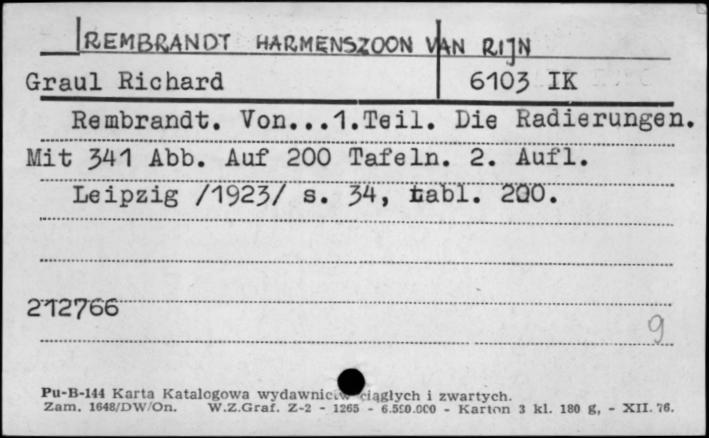 REMBRANDT HARMENSZOON VAN RIJN
Graul Richard 6103 IK
Rembrandt. Von...1.Teil. Die Radierungen.
Mit 341 Abb. Auf 200 Tafeln. 2. Aufl.
Leipzig /1923/ s. 34, tabl. 200.
212766
9
Pu-B-144 Karta Katalogowa wydawnictw ciągłych i zwartych.
Zam. 1648/DW/On. W.Z.Graf. Z-2 - 1265 - 6.550.000 - Karton 3 kl. 180 g, - XII. 76.